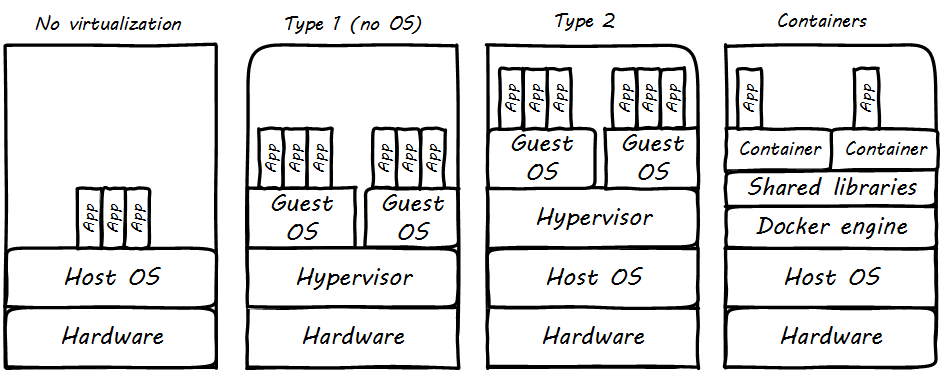 No virtualization
App App App
Host OS
Hardware
Type 1 (no OS)
App App App App App App
Guest Guest
OS OS
Hypervisor
Hardware
Type 2
App App App App App App
Guest Guest
OS OS
Hypervisor
Host OS
Hardware
Containers
App App
Container Container
Shared libraries
Docker engine
Host OS
Hardware